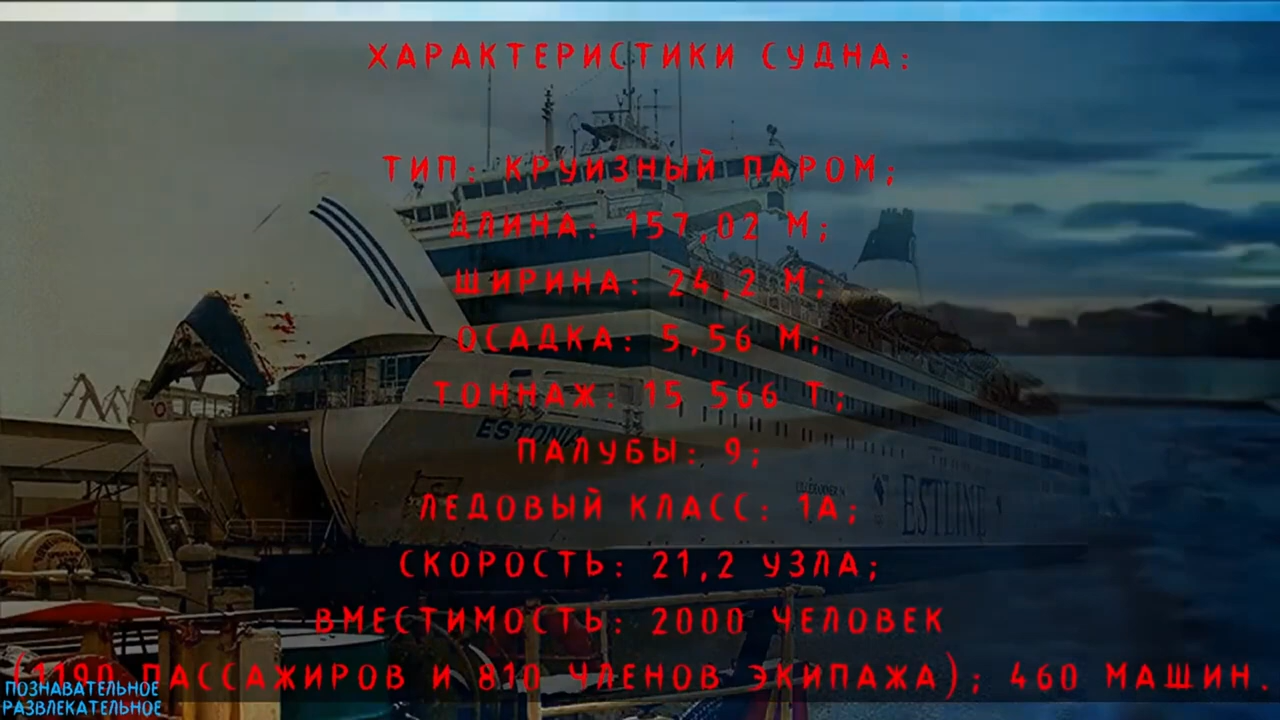 ХАРАКТЕРИСТИКИ СУДНА:
ТИП: КРУИЗНЫЙ ПАРОМ;
ДЛИНА: 157,02 М;
ШИРИНА: 24,2 М;
ОСАДКА: 5,56 М;
ТОННАЖ: 15 566 Т;
ПАЛУБЫ: 9;
ЛЕДОВЫЙ КЛАСС: 1А;
СКОРОСТЬ: 21,2 УЗЛА;
ВМЕСТИМОСТЬ: 2000 ЧЕЛОВЕК
(1190 ПАССАЖИРОВ И 810 ЧЛЕНОВ ЭКИПАЖА); 460 МАШИН.
ESTONIA
ESTLINE
ПОЗНАВАТЕЛЬНОЕ
РАЗВЛЕКАТЕЛЬНОЕ